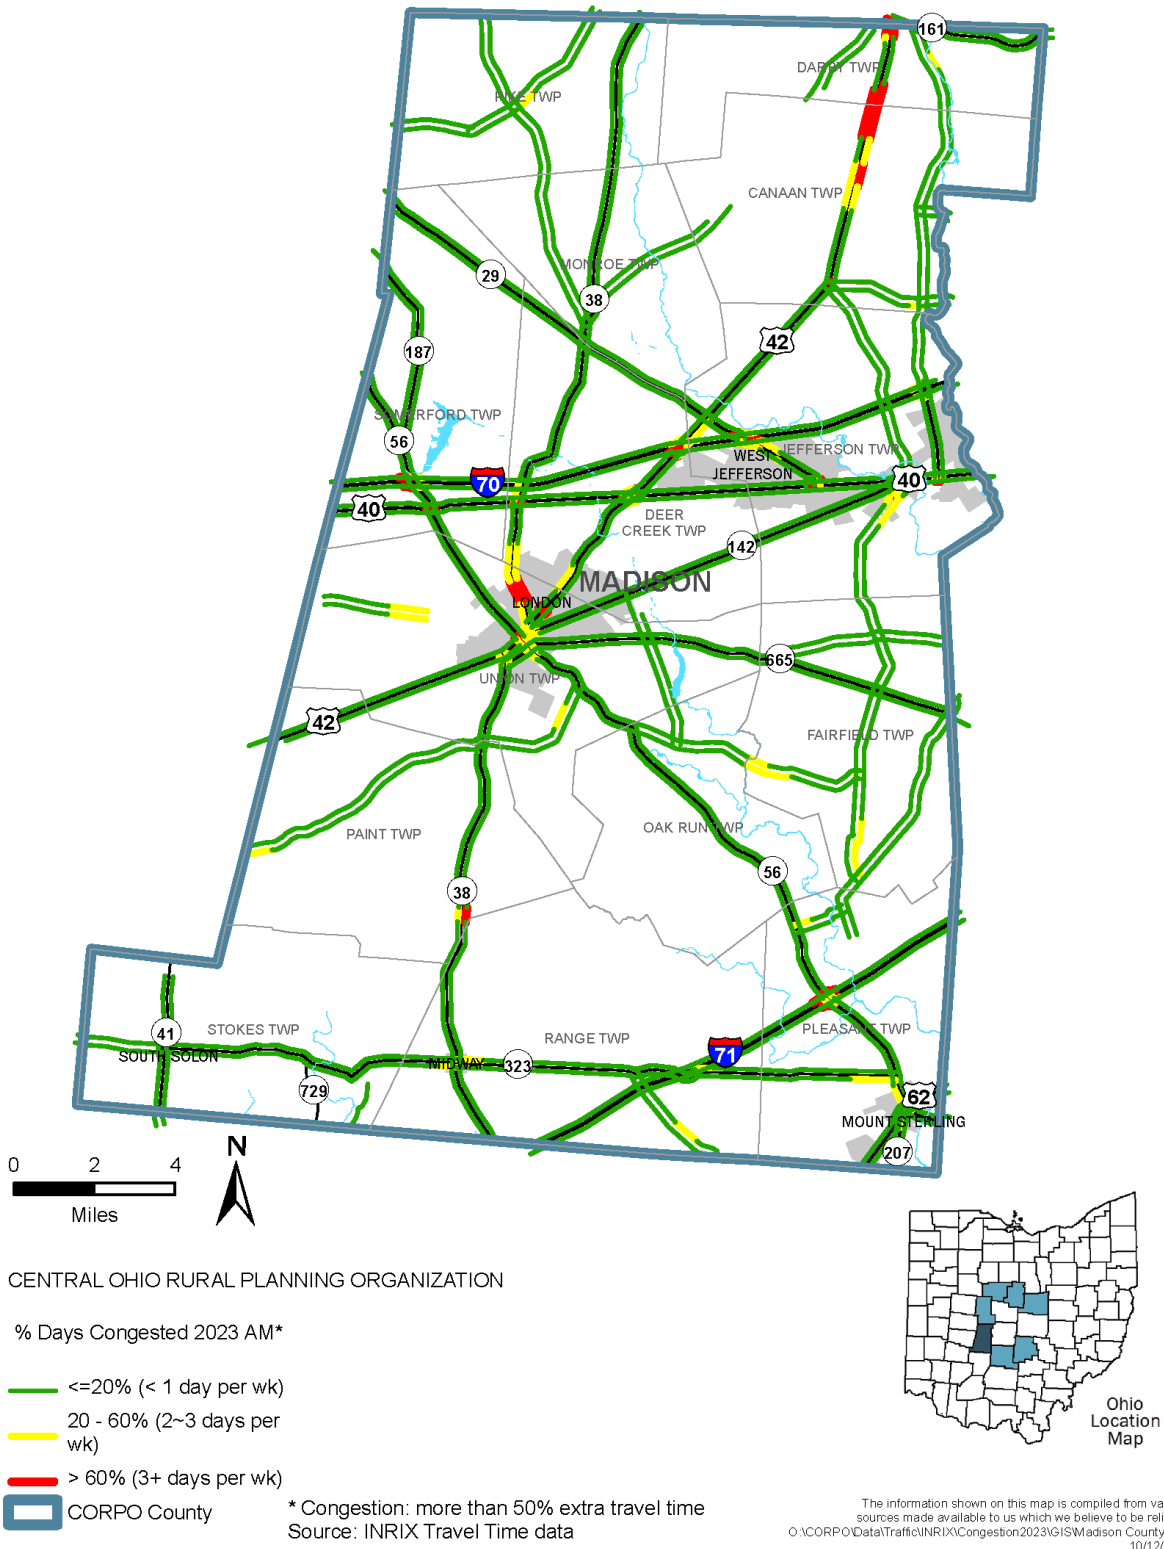 161
DARBY TWP
PIKE TWP
CANAAN TWP
MONROE TWP
29
38
42
187
SOMERFORD TWP
56
JEFFERSON TWP
WEST
JEFFERSON
70
40
40
DEER
CREEK TWP
142
MADISON
LONDON
665
UNION TWP
42
FAIRFIELD TWP
PAINT TWP
OAK RUN TWP
56
38
41
STOKES TWP
SOUTH SOLON
RANGE TWP
PLEASANT TWP
71
MIDWAY
323
729
62
MOUNT STERLING
207
N
0 2 4
Miles
CENTRAL OHIO RURAL PLANNING ORGANIZATION
% Days Congested 2023 AM*
<=20% (< 1 day per wk)
20 - 60% (2~3 days per
wk)
> 60% (3+ days per wk)
CORPO County
* Congestion: more than 50% extra travel time
Source: INRIX Travel Time data
Ohio
Location
Map
The information shown on this map is compiled from va
sources made available to us which we believe to be reli
O:\CORPO\Data\Traffic\INRIX\Congestion2023\GIS\Madison County
10/12/